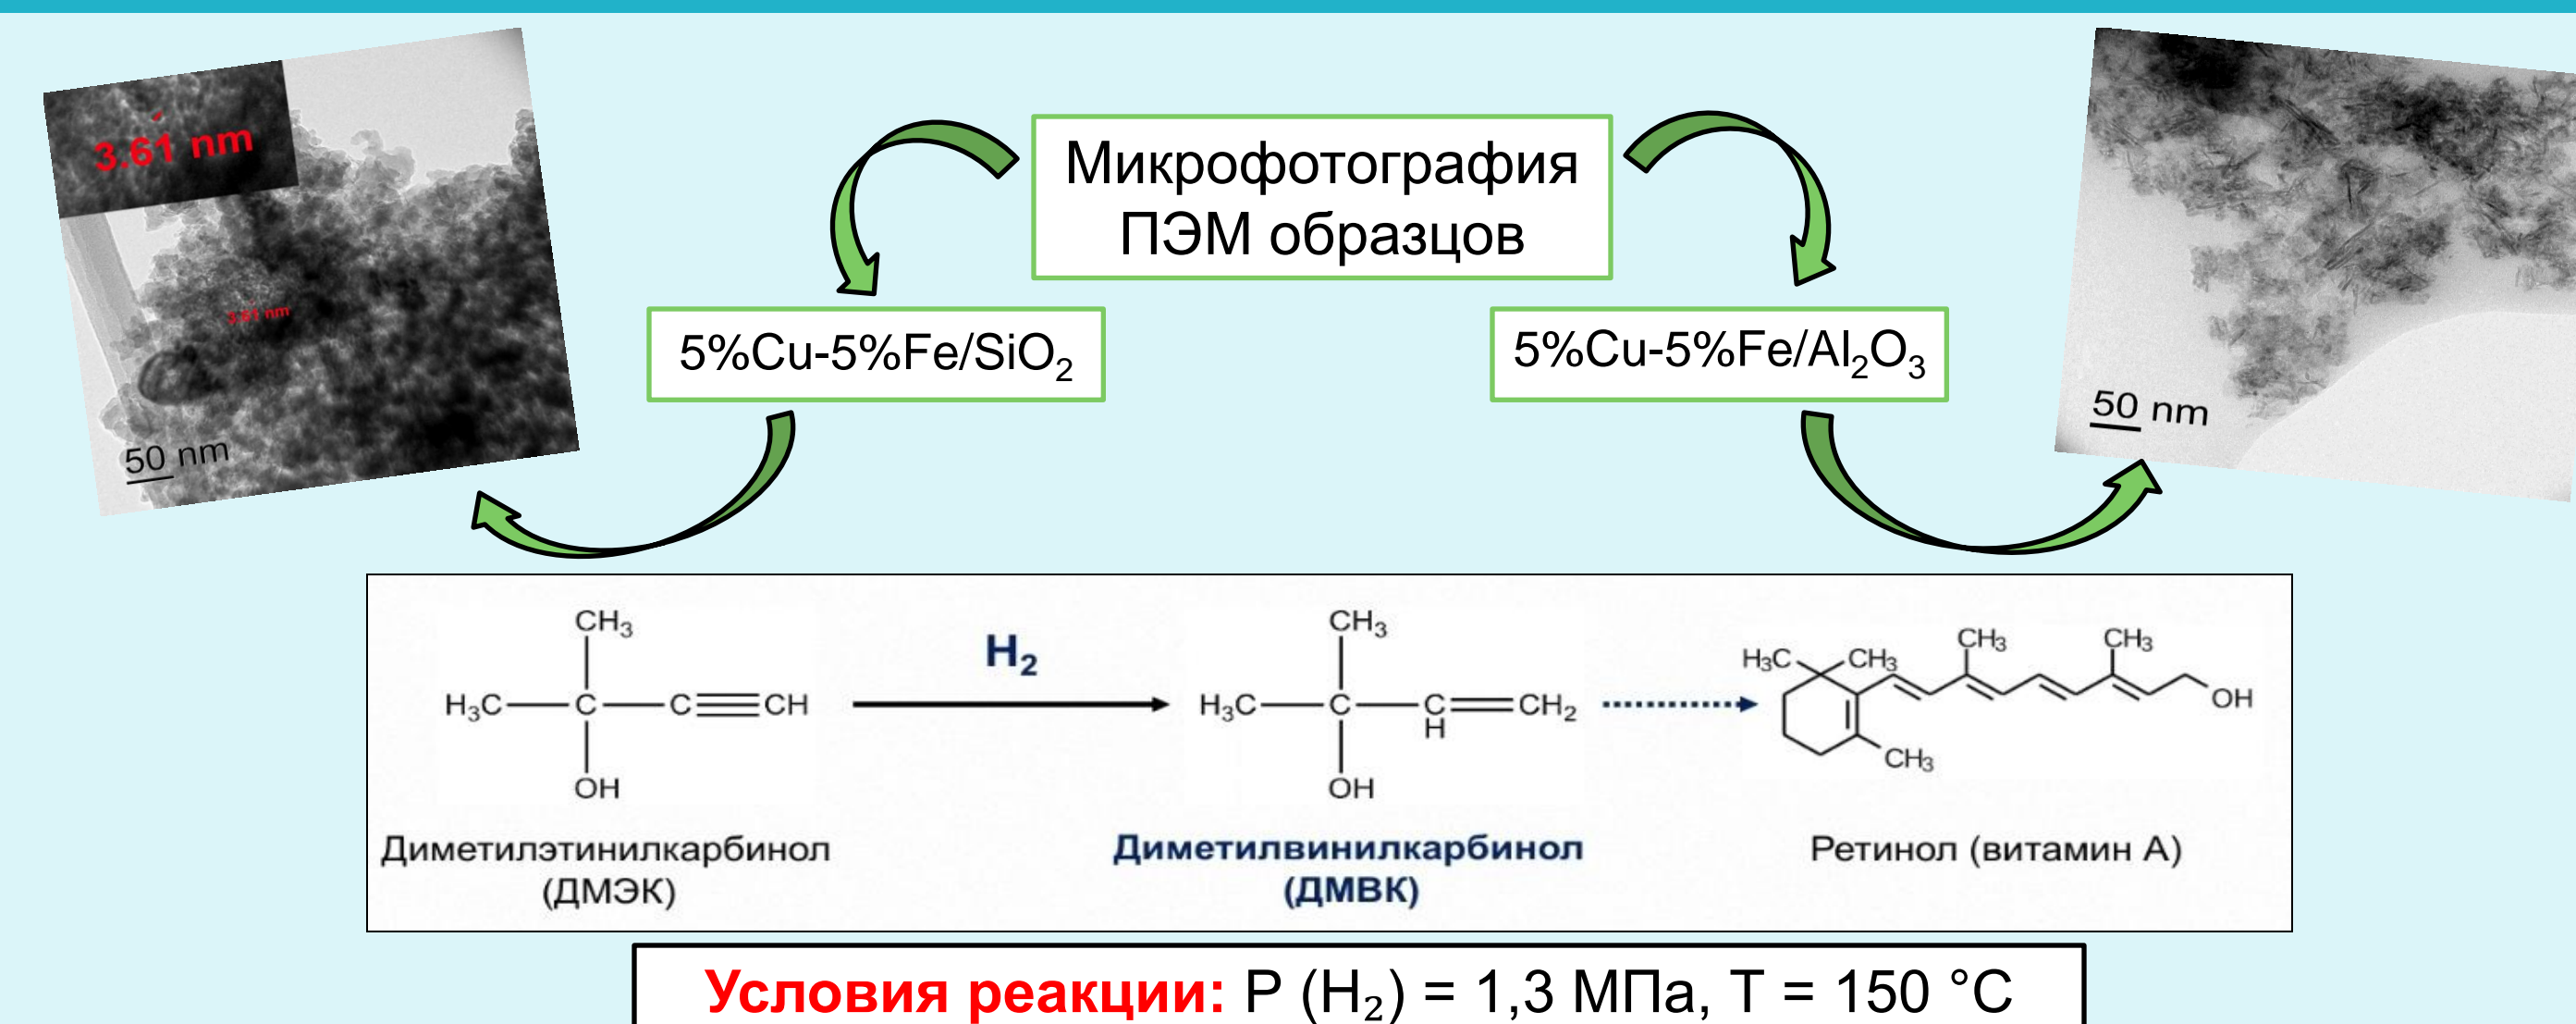 3.61 nm
3.61 nm
50 nm
Микрофотография
ПЭМ образцов
5%Cu-5%Fe/SiO₂
5%Cu-5%Fe/Al₂O₃
50 nm
CH₃
H₃C C C CH
OH
Диметилэтинилкарбинол
(ДМЭК)
H₂
CH₃
H₃C C C CH₂
H
OH
Диметилвинилкарбинол
(ДМВК)
CH₃ CH₃
H₃C CH₃
OH
CH₃
Ретинол (витамин А)
Условия реакции: P (H₂) = 1,3 МПа, T = 150 °C